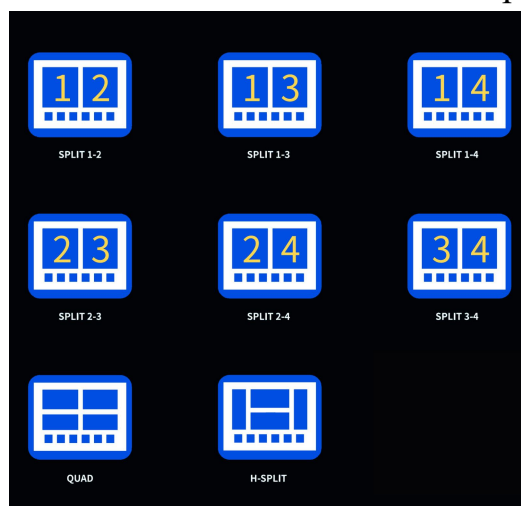 1 2
1 3
1 4
SPLIT 1-2
SPLIT 1-3
SPLIT 1-4
2 3
2 4
3 4
SPLIT 2-3
SPLIT 2-4
SPLIT 3-4
QUAD
H-SPLIT